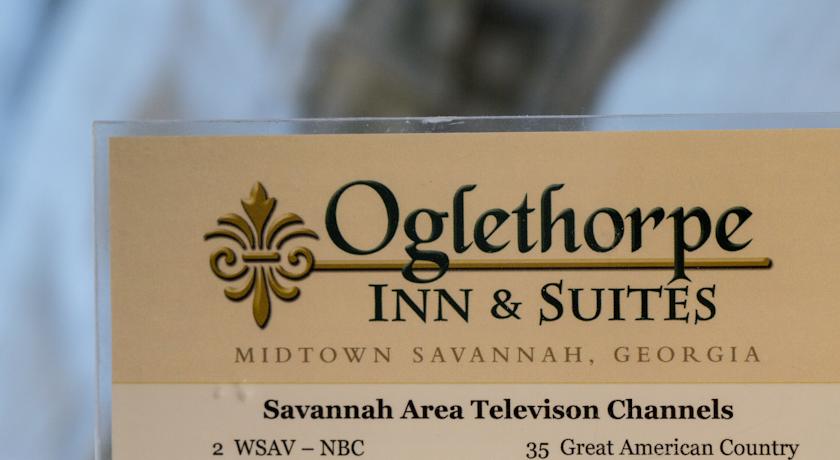 Oglethorpe
INN & SUITES
MIDTOWN SAVANNAH, GEORGIA
Savannah Area Televison Channels
2 WSAV – NBC
35 Great American Country